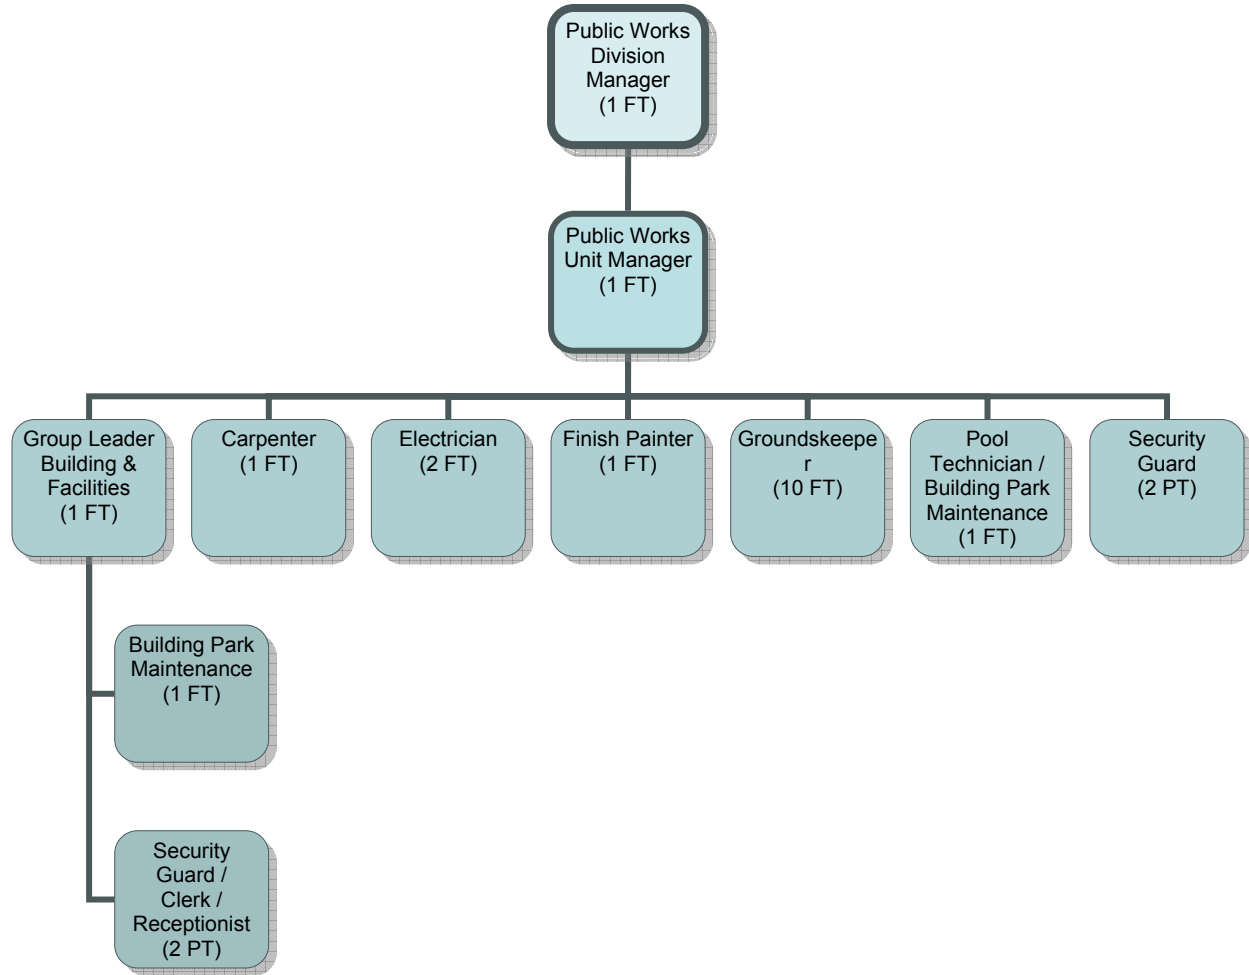 Public Works
Division
Manager
(1 FT)
Public Works
Unit Manager
(1 FT)
Group Leader
Building &
Facilities
(1 FT)
Carpenter
(1 FT)
Electrician
(2 FT)
Finish Painter
(1 FT)
Groundskeepe
r
(10 FT)
Pool
Technician /
Building Park
Maintenance
(1 FT)
Security
Guard
(2 PT)
Building Park
Maintenance
(1 FT)
Security
Guard /
Clerk /
Receptionist
(2 PT)